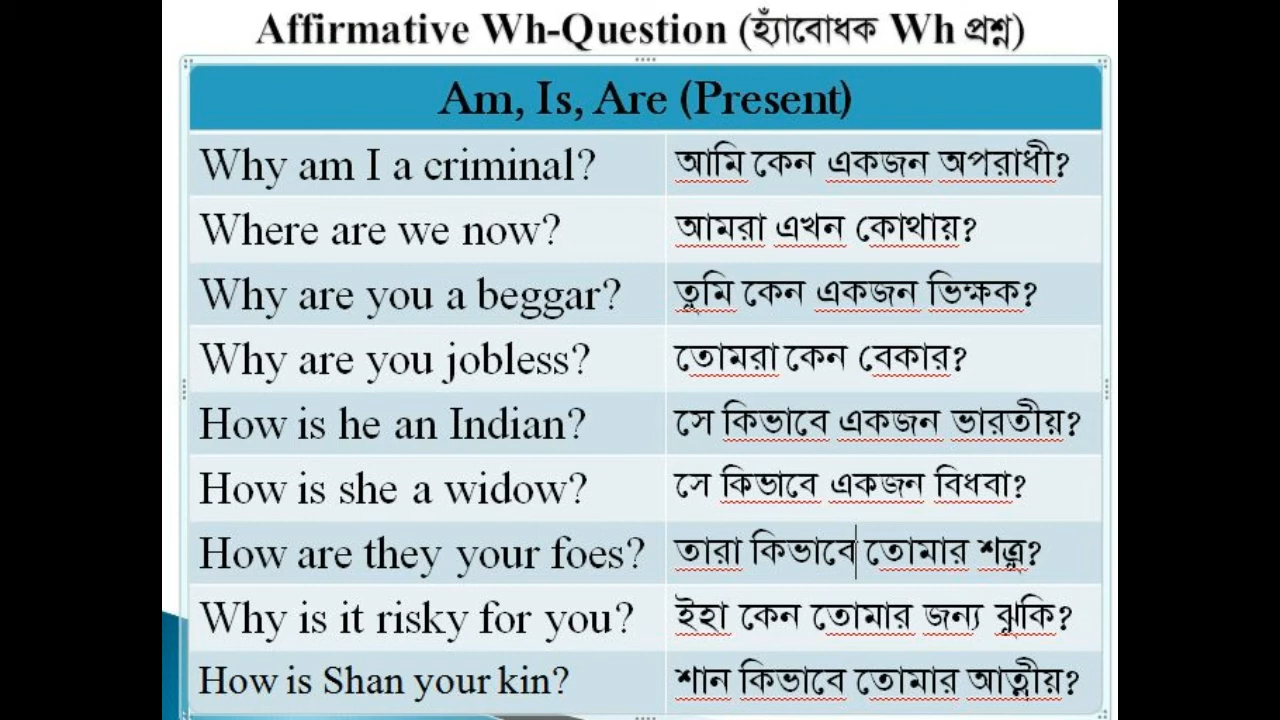 Affirmative Wh-Question (হ্যাঁবোধক Wh প্রশ্ন)
Am, Is, Are (Present)
Why am I a criminal? আমি কেন একজন অপরাধী?
Where are we now? আমরা এখন কোথায়?
Why are you a beggar? তুমি কেন একজন ভিক্ষক?
Why are you jobless? তোমরা কেন বেকার?
How is he an Indian? সে কিভাবে একজন ভারতীয়?
How is she a widow? সে কিভাবে একজন বিধবা?
How are they your foes? তারা কিভাবে তোমার শত্রু?
Why is it risky for you? ইহা কেন তোমার জন্য ঝুকি?
How is Shan your kin? শান কিভাবে তোমার আত্নীয়?